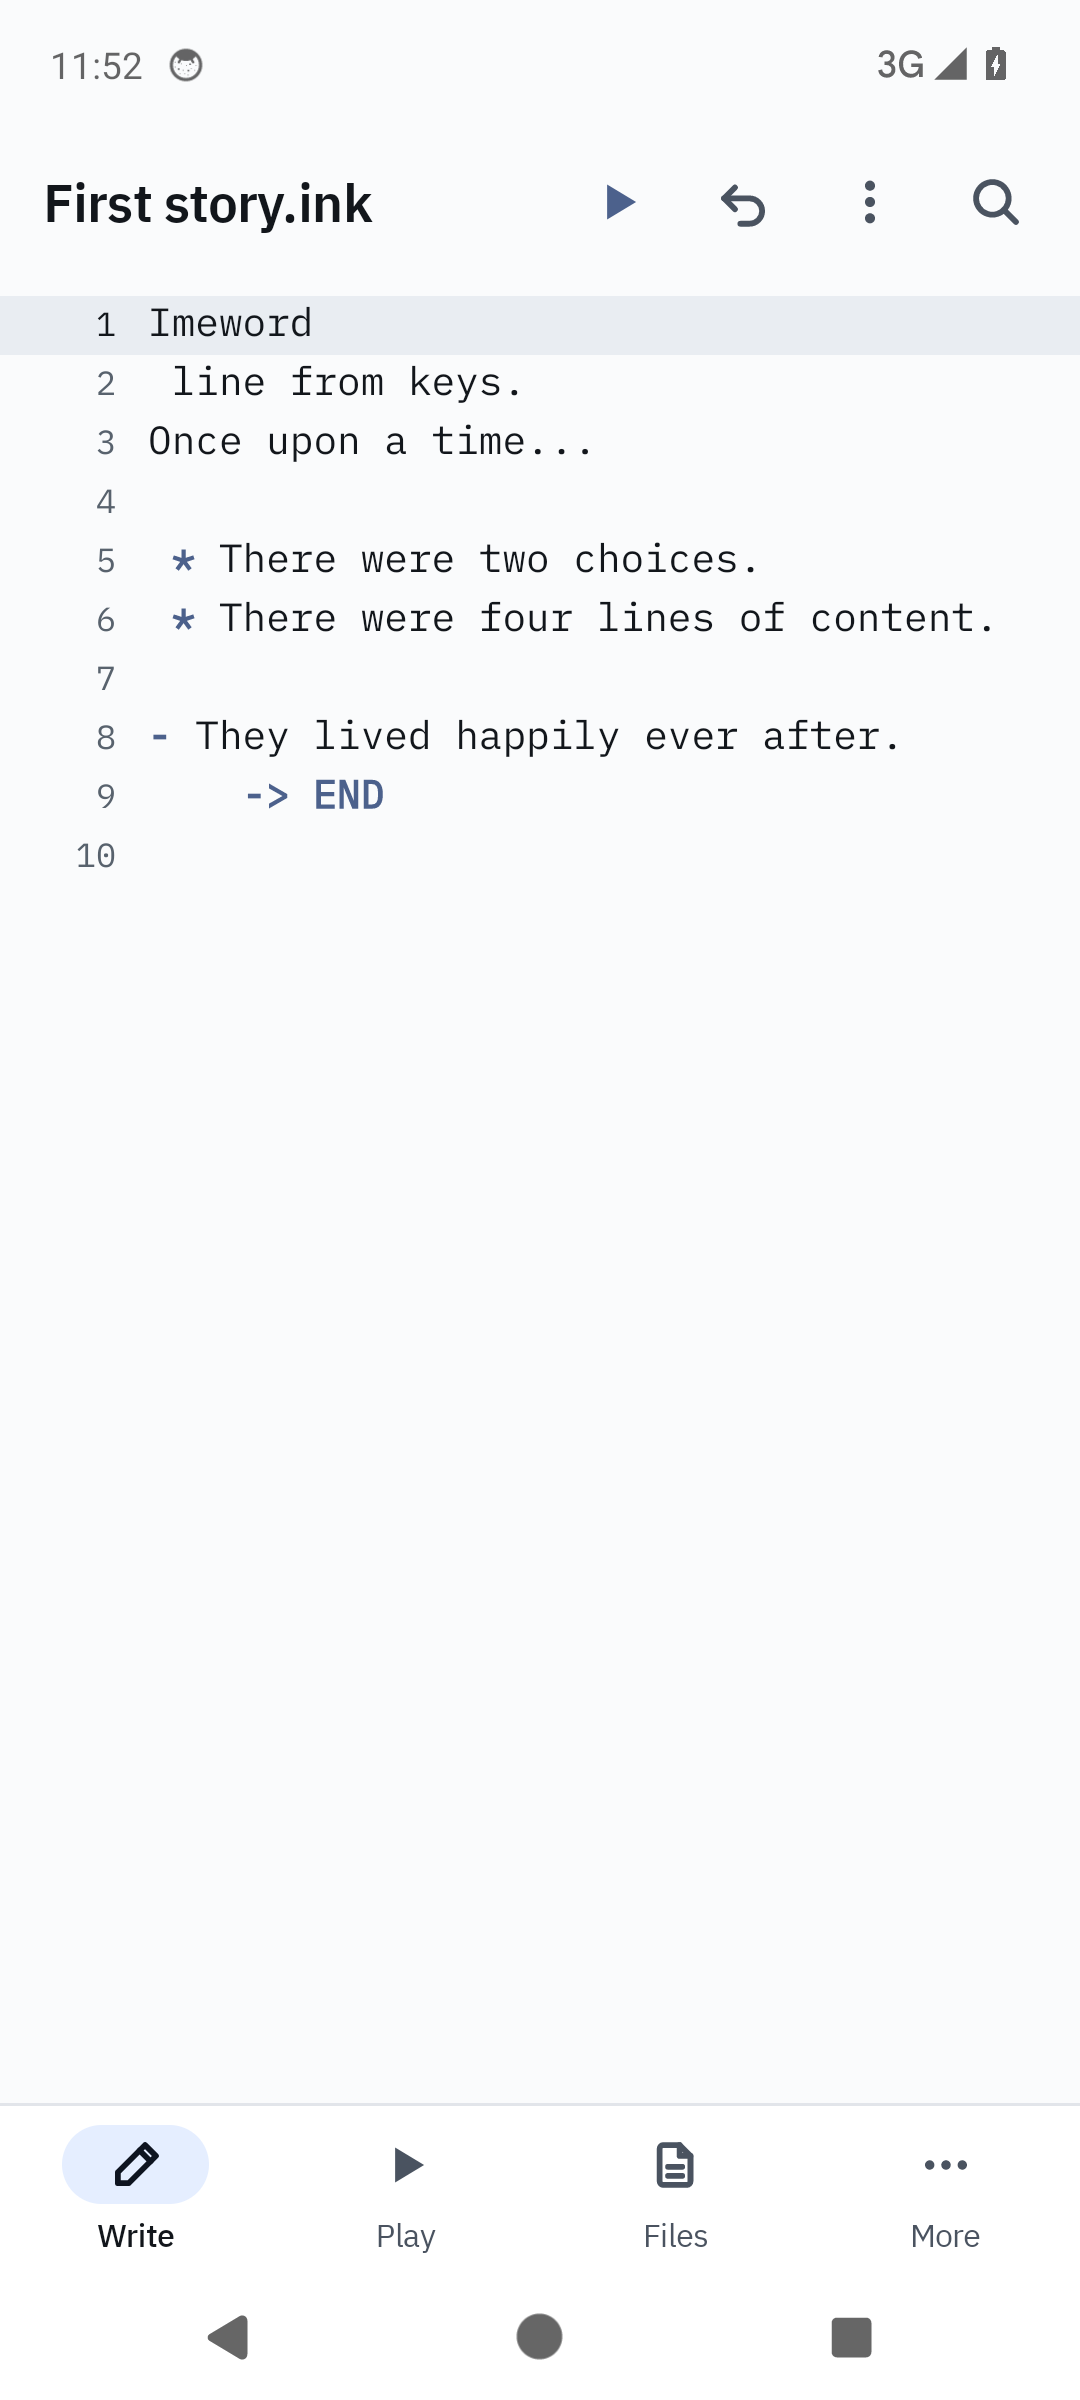 11:52 3G
First story.ink
1 Imeword
2  line from keys.
3 Once upon a time...
4
5  * There were two choices.
6  * There were four lines of content.
7
8 - They lived happily ever after.
9     -> END
10
Write Play Files More